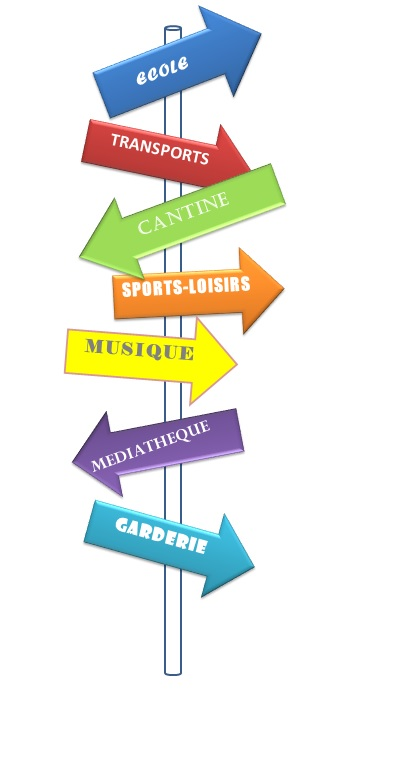 ECOLE
TRANSPORTS
CANTINE
SPORTS-LOISIRS
MUSIQUE
MEDIATHEQUE
GARDERIE